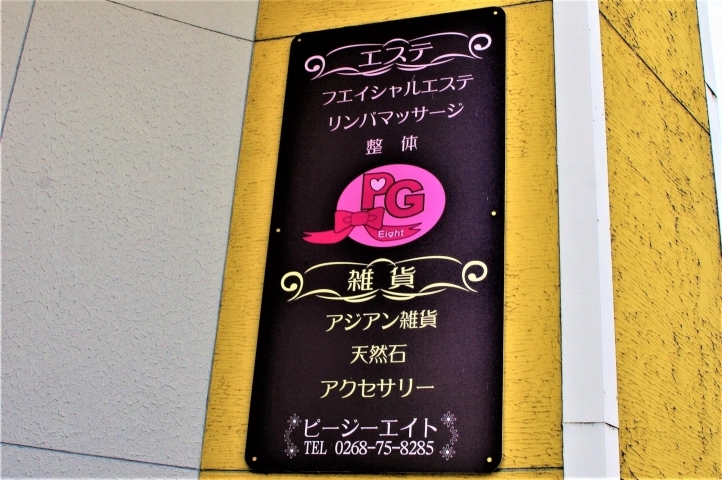 エステ
フエイシャルエステ
リンパマッサージ
整 体
PG
Eight
雑 貨
アジアン雑貨
天然石
アクセサリー
ピージーエイト
TEL 0268-75-8285